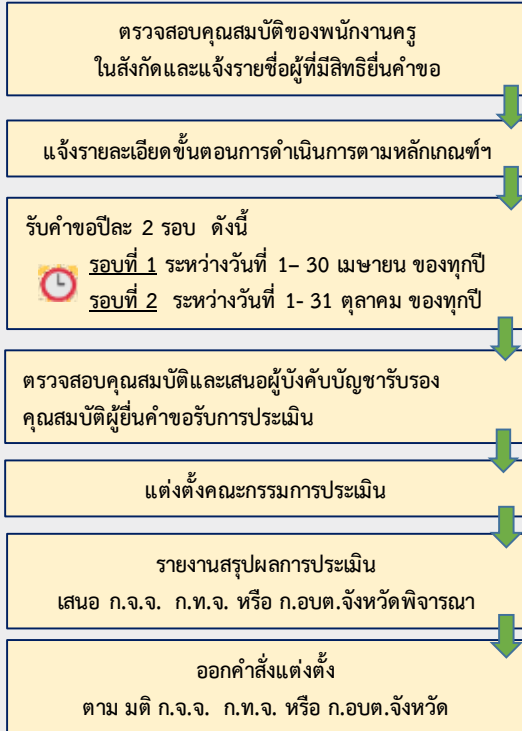 ตรวจสอบคุณสมบัติของพนักงานครู
ในสังกัดและแจ้งรายชื่อผู้ที่มีสิทธิยื่นคำขอ
แจ้งรายละเอียดขั้นตอนการดำเนินการตามหลักเกณฑ์ฯ
รับคำขอปีละ 2 รอบ ดังนี้
รอบที่ 1 ระหว่างวันที่ 1– 30 เมษายน ของทุกปี
รอบที่ 2 ระหว่างวันที่ 1- 31 ตุลาคม ของทุกปี
ตรวจสอบคุณสมบัติและเสนอผู้บังคับบัญชารับรอง
คุณสมบัติผู้ยื่นคำขอรับการประเมิน
แต่งตั้งคณะกรรมการประเมิน
รายงานสรุปผลการประเมิน
เสนอ ก.จ.จ. ก.ท.จ. หรือ ก.อบต.จังหวัดพิจารณา
ออกคำสั่งแต่งตั้ง
ตาม มติ ก.จ.จ. ก.ท.จ. หรือ ก.อบต.จังหวัด